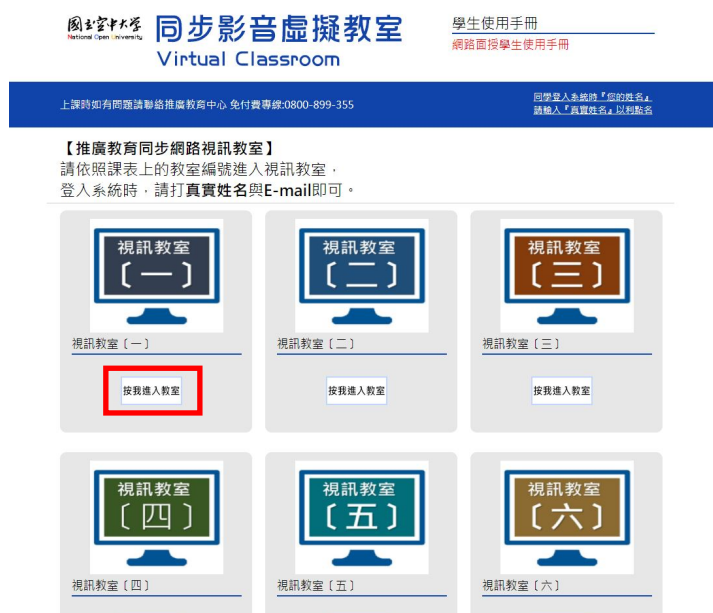 國立空中大學
National Open University
同步影音虛擬教室
Virtual Classroom
學生使用手冊
網路面授學生使用手冊
上課時如有問題請聯絡推廣教育中心 免付費專線:0800-899-355
同學登入系統時『您的姓名』
請輸入『真實姓名』以利點名
【推廣教育同步網路視訊教室】
請依照課表上的教室編號進入視訊教室，
登入系統時，請打真實姓名與E-mail即可。
視訊教室
〔一〕
視訊教室
〔二〕
視訊教室
〔三〕
視訊教室〔一〕
視訊教室〔二〕
視訊教室〔三〕
按我進入教室
按我進入教室
按我進入教室
視訊教室
〔四〕
視訊教室
〔五〕
視訊教室
〔六〕
視訊教室〔四〕
視訊教室〔五〕
視訊教室〔六〕